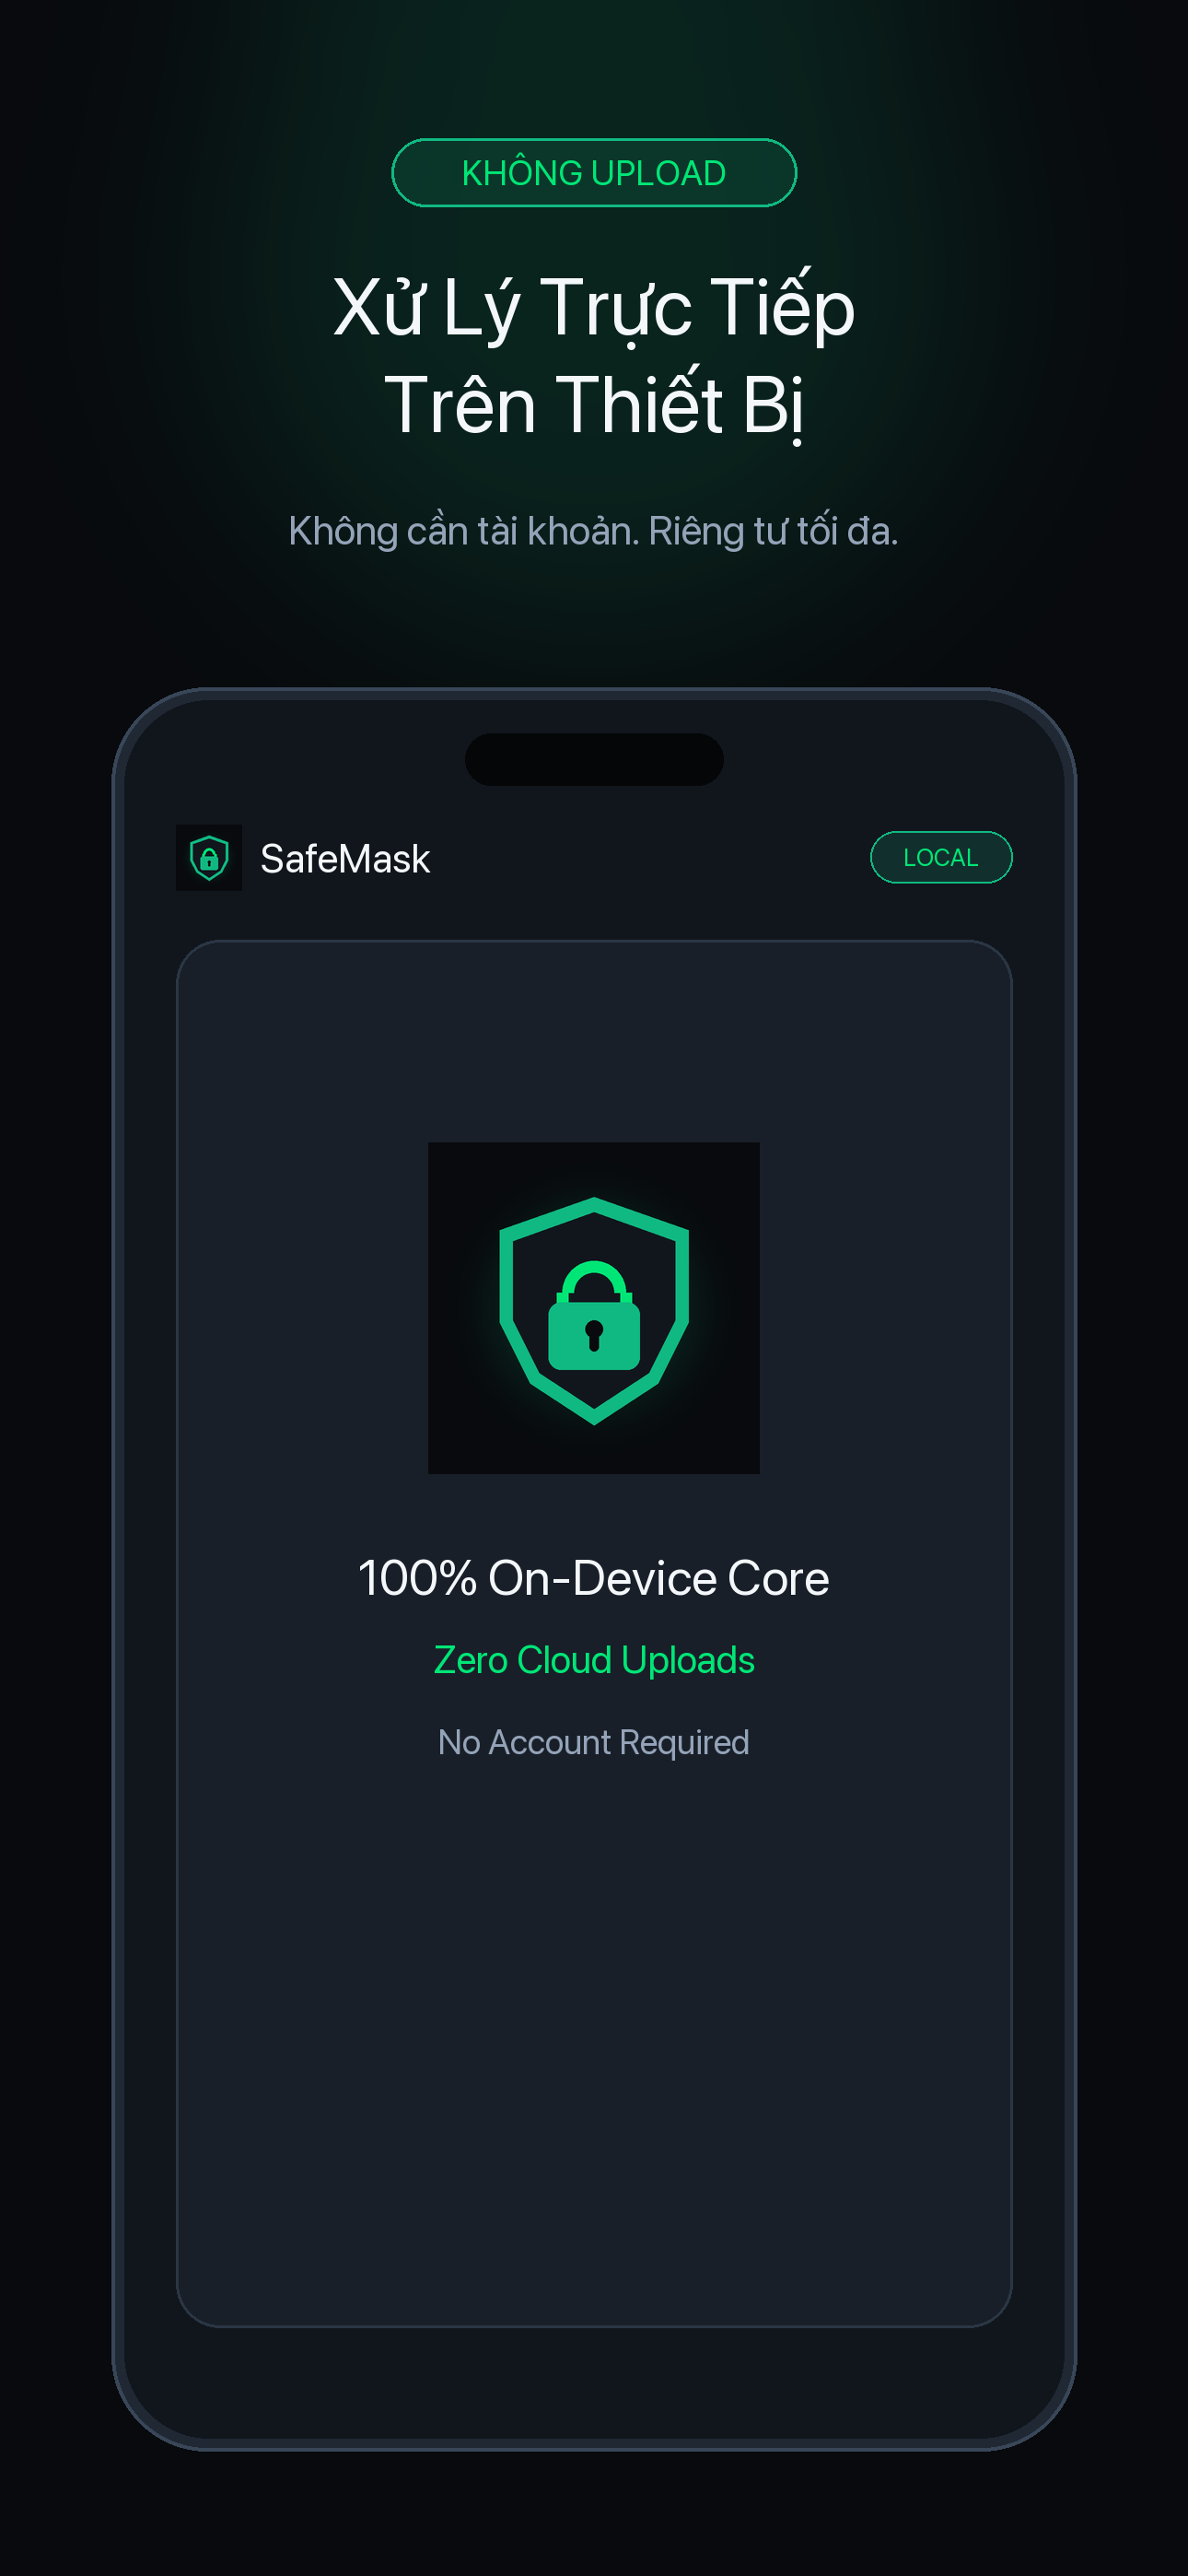 KHÔNG UPLOAD
Xử Lý Trực Tiếp
Trên Thiết Bị
Không cần tài khoản. Riêng tư tối đa.
SafeMask
LOCAL
100% On-Device Core
Zero Cloud Uploads
No Account Required